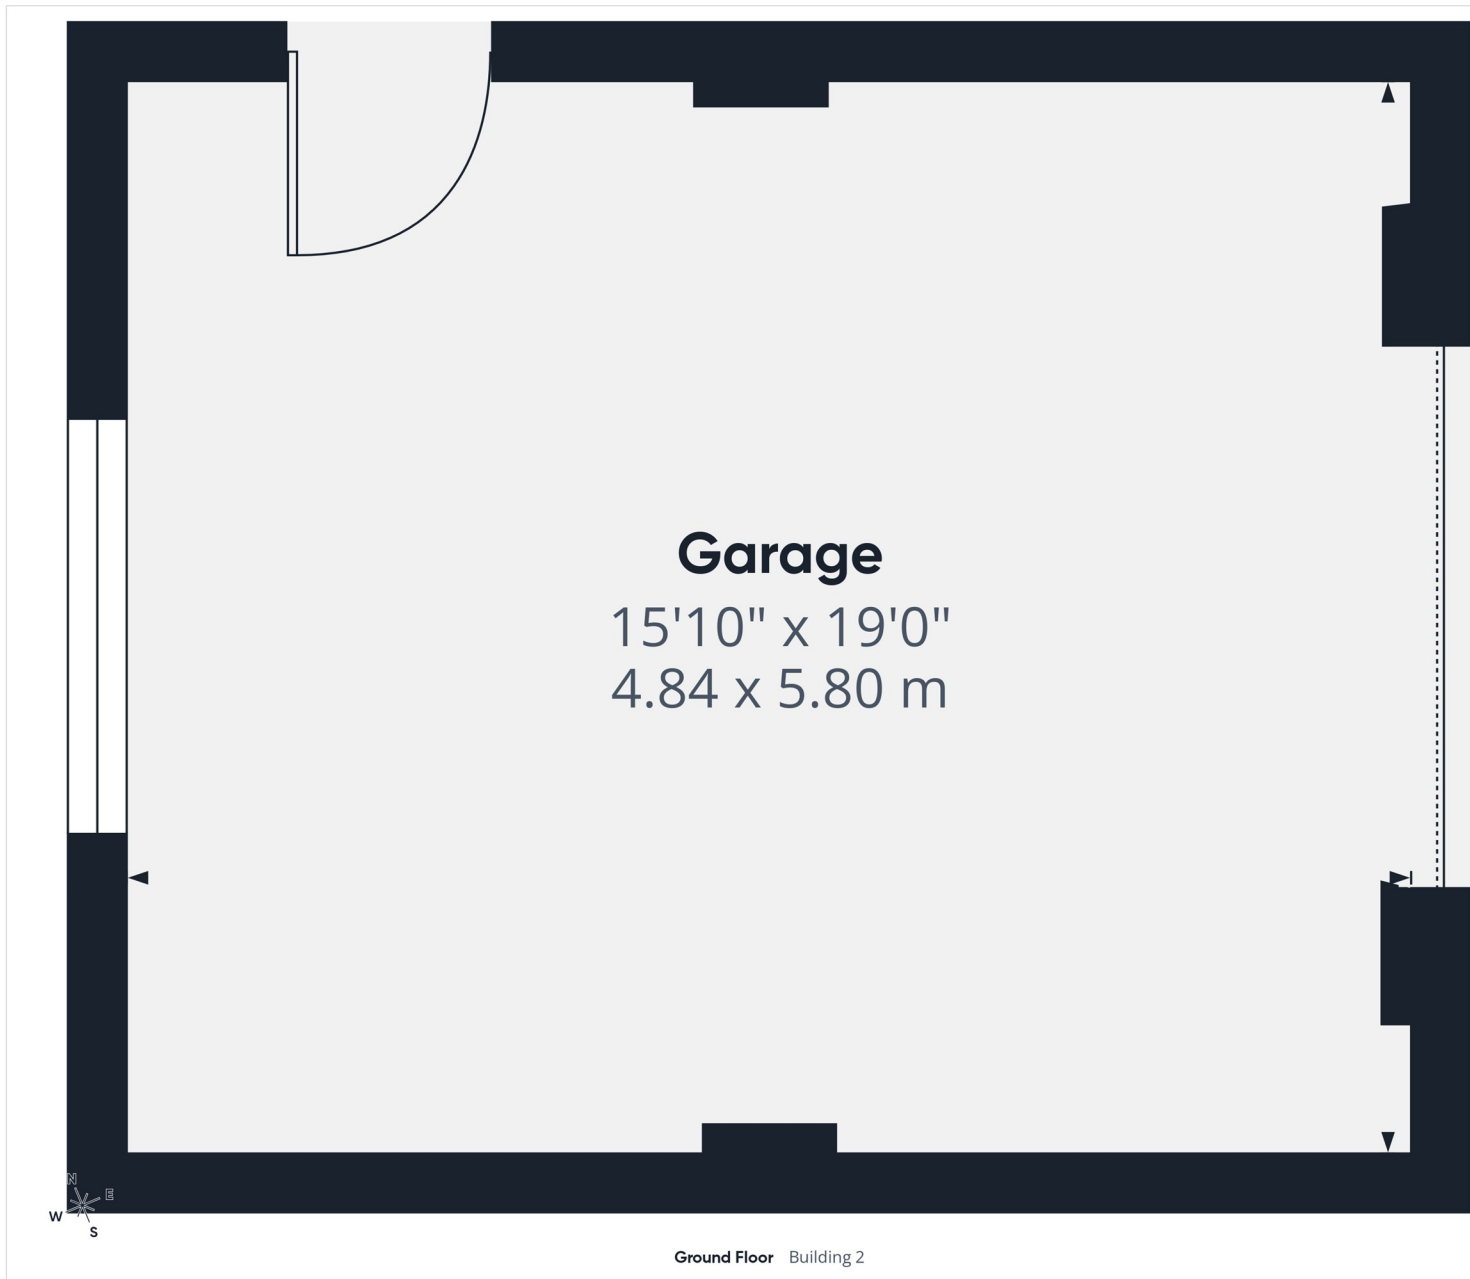 Garage
15'10" x 19'0"
4.84 x 5.80 m
N
E
W
S
Ground Floor Building 2